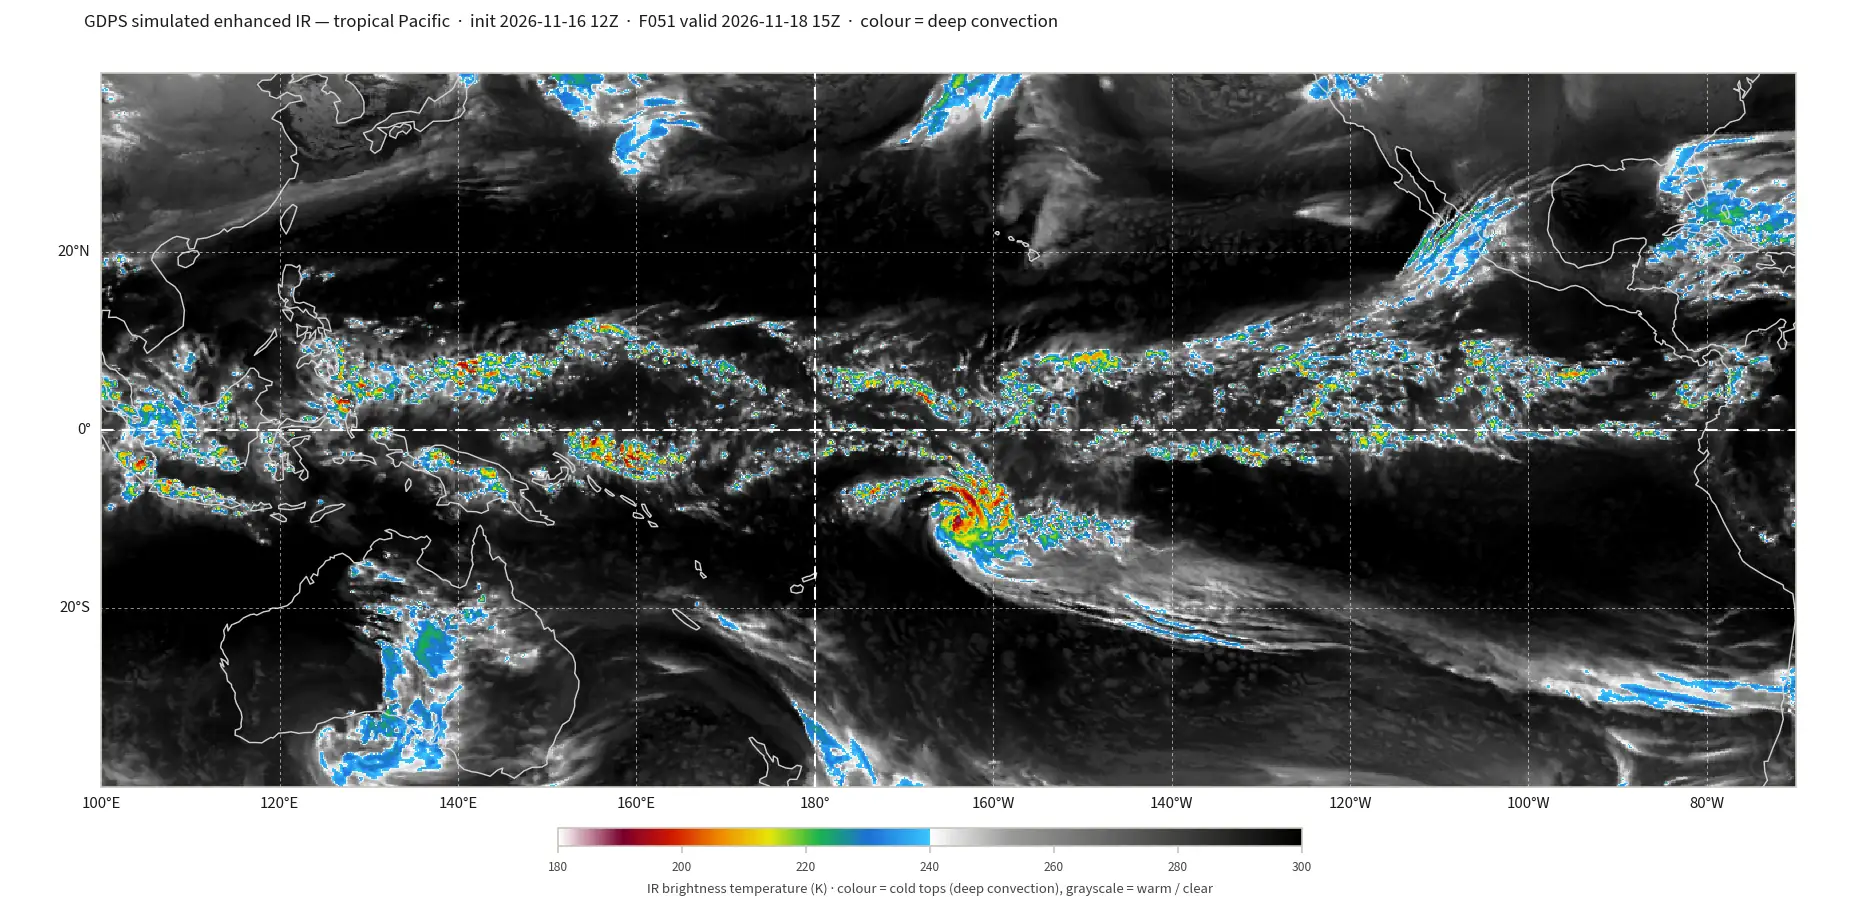 GDPS simulated enhanced IR — tropical Pacific · init 2026-11-16 12Z · F051 valid 2026-11-18 15Z · colour = deep convection
20°N
0°
20°S
100°E 120°E 140°E 160°E 180° 160°W 140°W 120°W 100°W 80°W
180 200 220 240 260 280 300
IR brightness temperature (K) · colour = cold tops (deep convection), grayscale = warm / clear